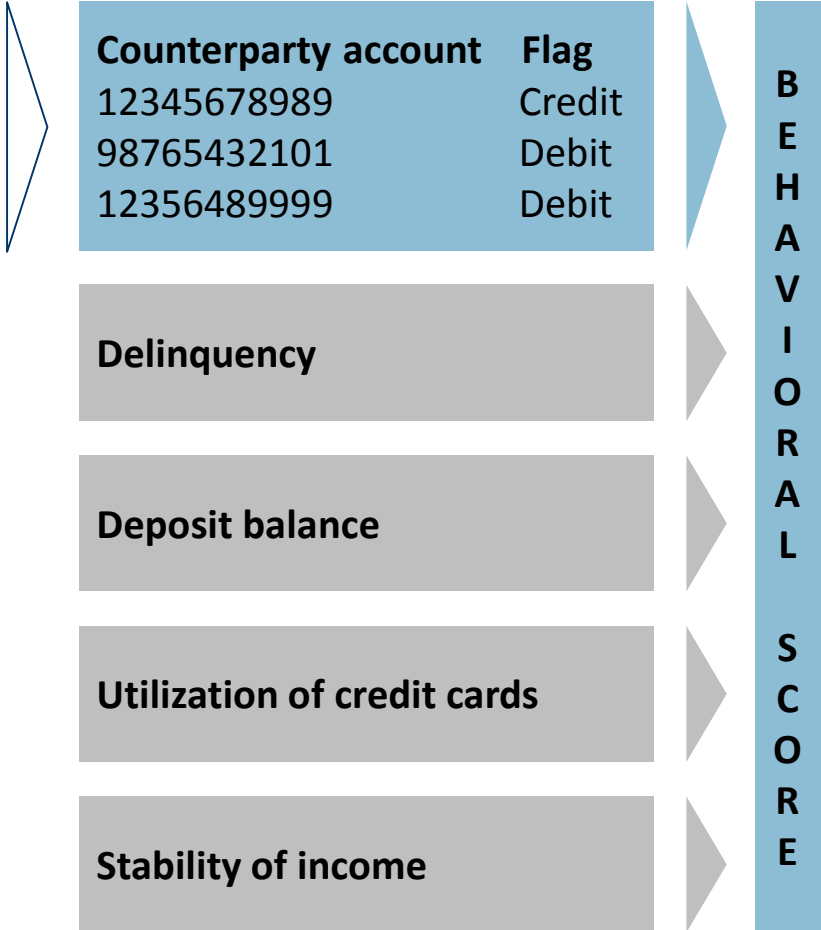 Counterparty account Flag
12345678989 Credit
98765432101 Debit
12356489999 Debit
Delinquency
Deposit balance
Utilization of credit cards
Stability of income
B
E
H
A
V
I
O
R
A
L
S
C
O
R
E